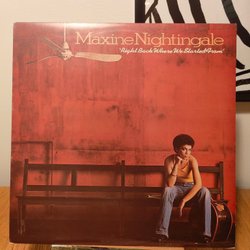 Maxine Nightingale
"Right Back Where We Started From"